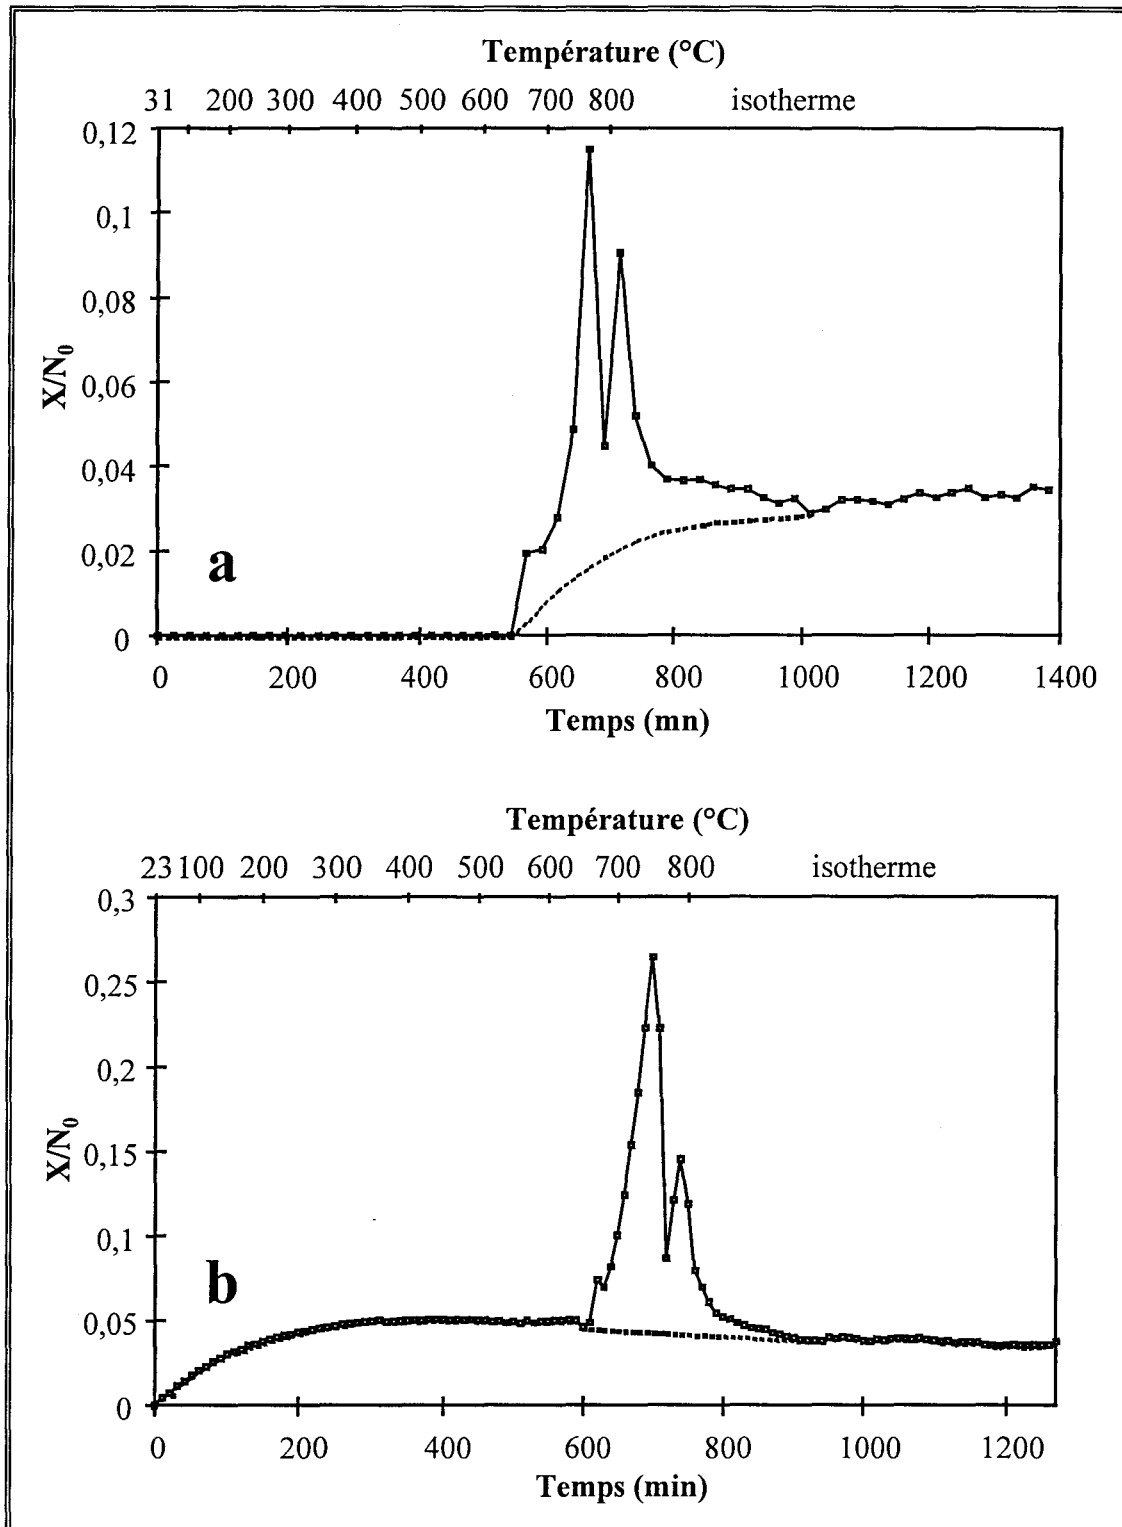 Température (°C)
31 200 300 400 500 600 700 800 isotherme
0,12
0,1
0,08
0,06
0,04
0,02
0
X/N₀
a
0 200 400 600 800 1000 1200 1400
Temps (mn)
Température (°C)
23 100 200 300 400 500 600 700 800 isotherme
0,3
0,25
0,2
0,15
0,1
0,05
0
X/N₀
b
0 200 400 600 800 1000 1200
Temps (min)